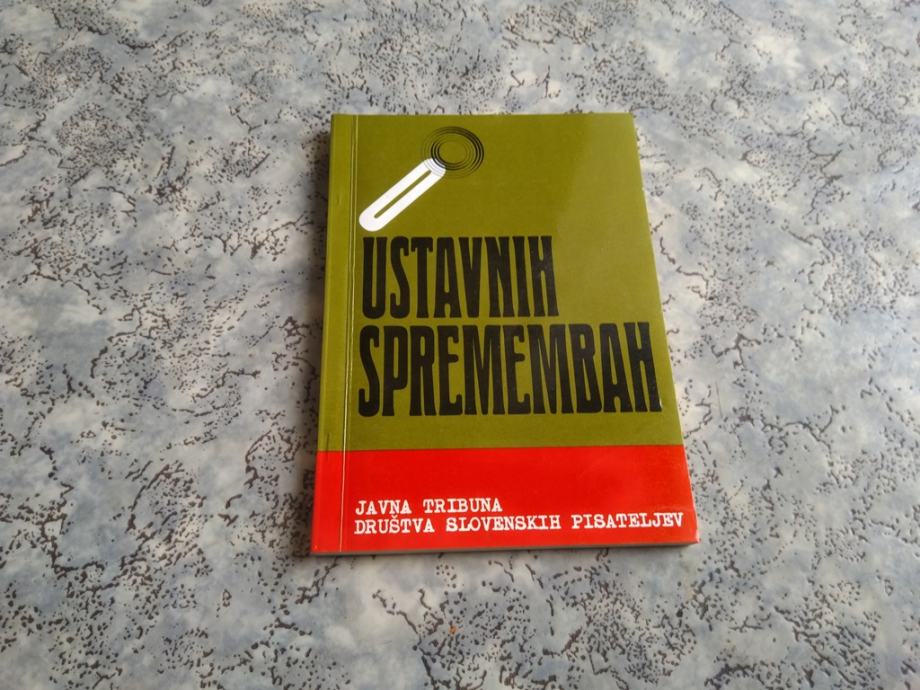 USTAVNIH
SPREMEMBAH
JAVNA TRIBUNA
DRUŠTVA SLOVENSKIH PISATELJEV